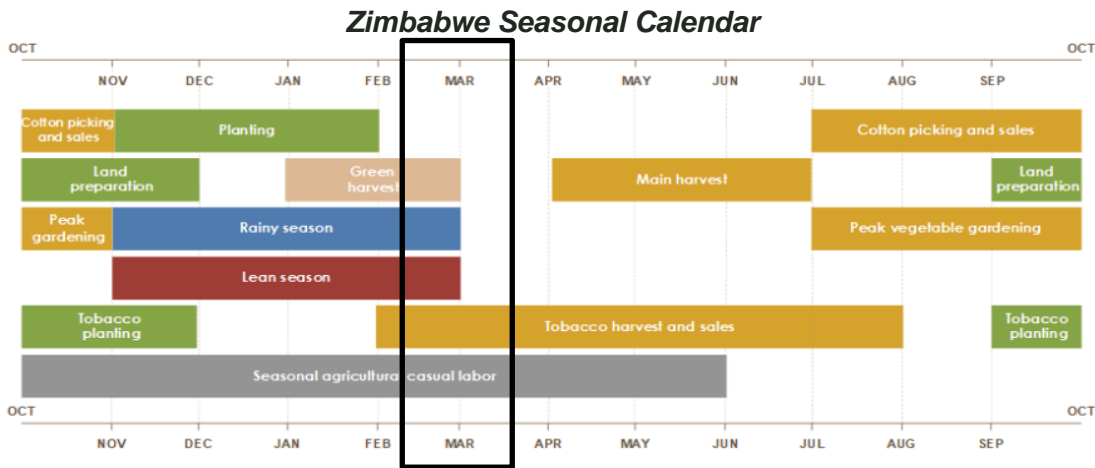 Zimbabwe Seasonal Calendar
OCT OCT
NOV DEC JAN FEB MAR APR MAY JUN JUL AUG SEP
Cotton picking
and sales
Planting
Cotton picking and sales
Land
preparation
Green
harvest
Main harvest
Land
preparation
Peak
gardening
Rainy season
Peak vegetable gardening
Lean season
Tobacco
planting
Tobacco harvest and sales
Tobacco
planting
Seasonal agricultural casual labor
OCT OCT
NOV DEC JAN FEB MAR APR MAY JUN JUL AUG SEP